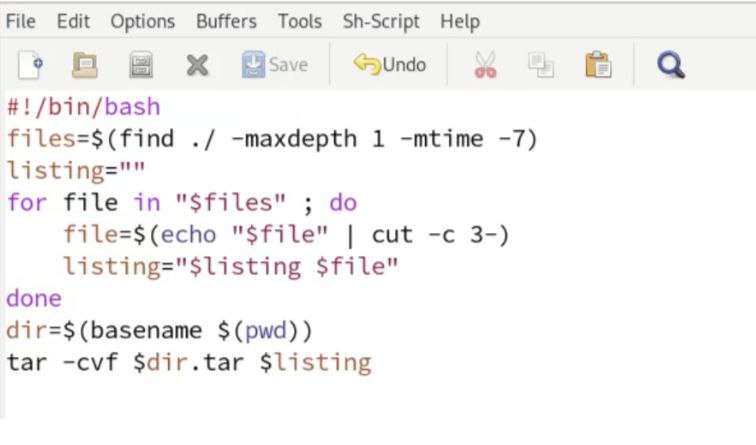 File Edit Options Buffers Tools Sh-Script Help
Save Undo
#!/bin/bash
files=$(find ./ -maxdepth 1 -mtime -7)
listing=""
for file in "$files" ; do
    file=$(echo "$file" | cut -c 3-)
    listing="$listing $file"
done
dir=$(basename $(pwd))
tar -cvf $dir.tar $listing